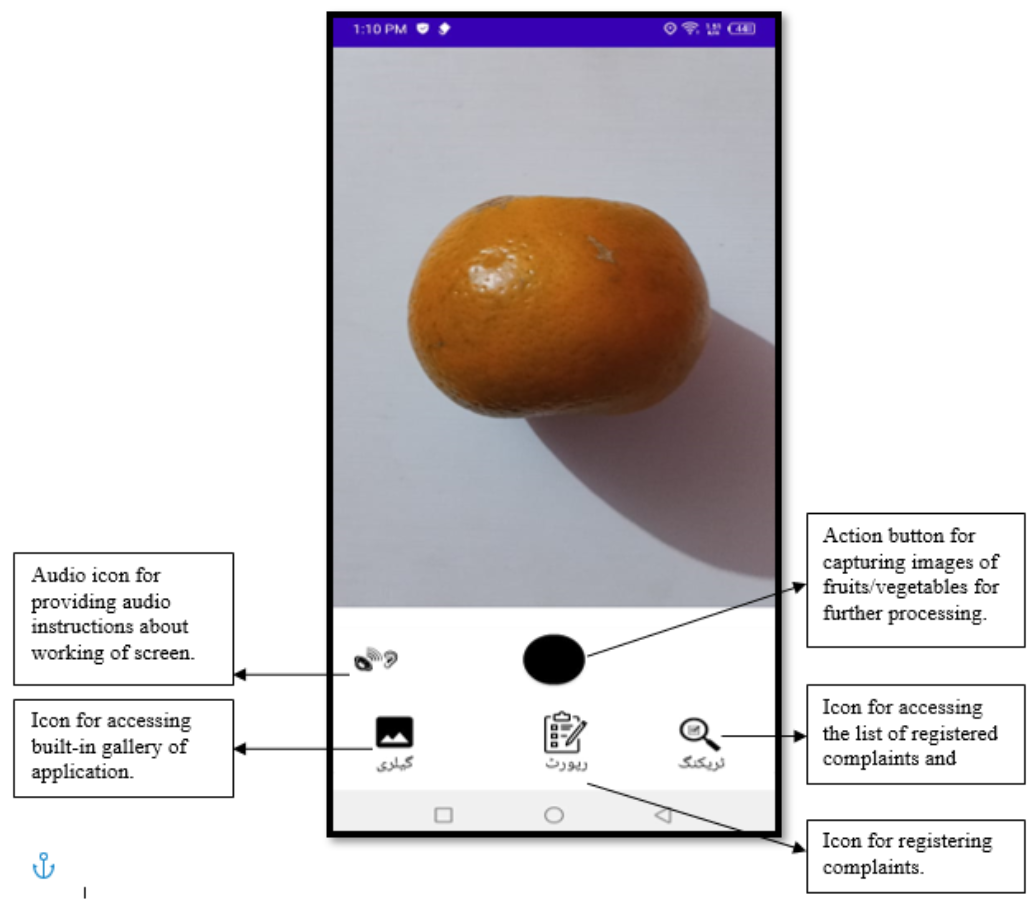 1:10 PM
Audio icon for
providing audio
instructions about
working of screen.
Icon for accessing
built-in gallery of
application.
گیلری
رپورٹ
ٹریکنگ
Action button for
capturing images of
fruits/vegetables for
further processing.
Icon for accessing
the list of registered
complaints and
Icon for registering
complaints.